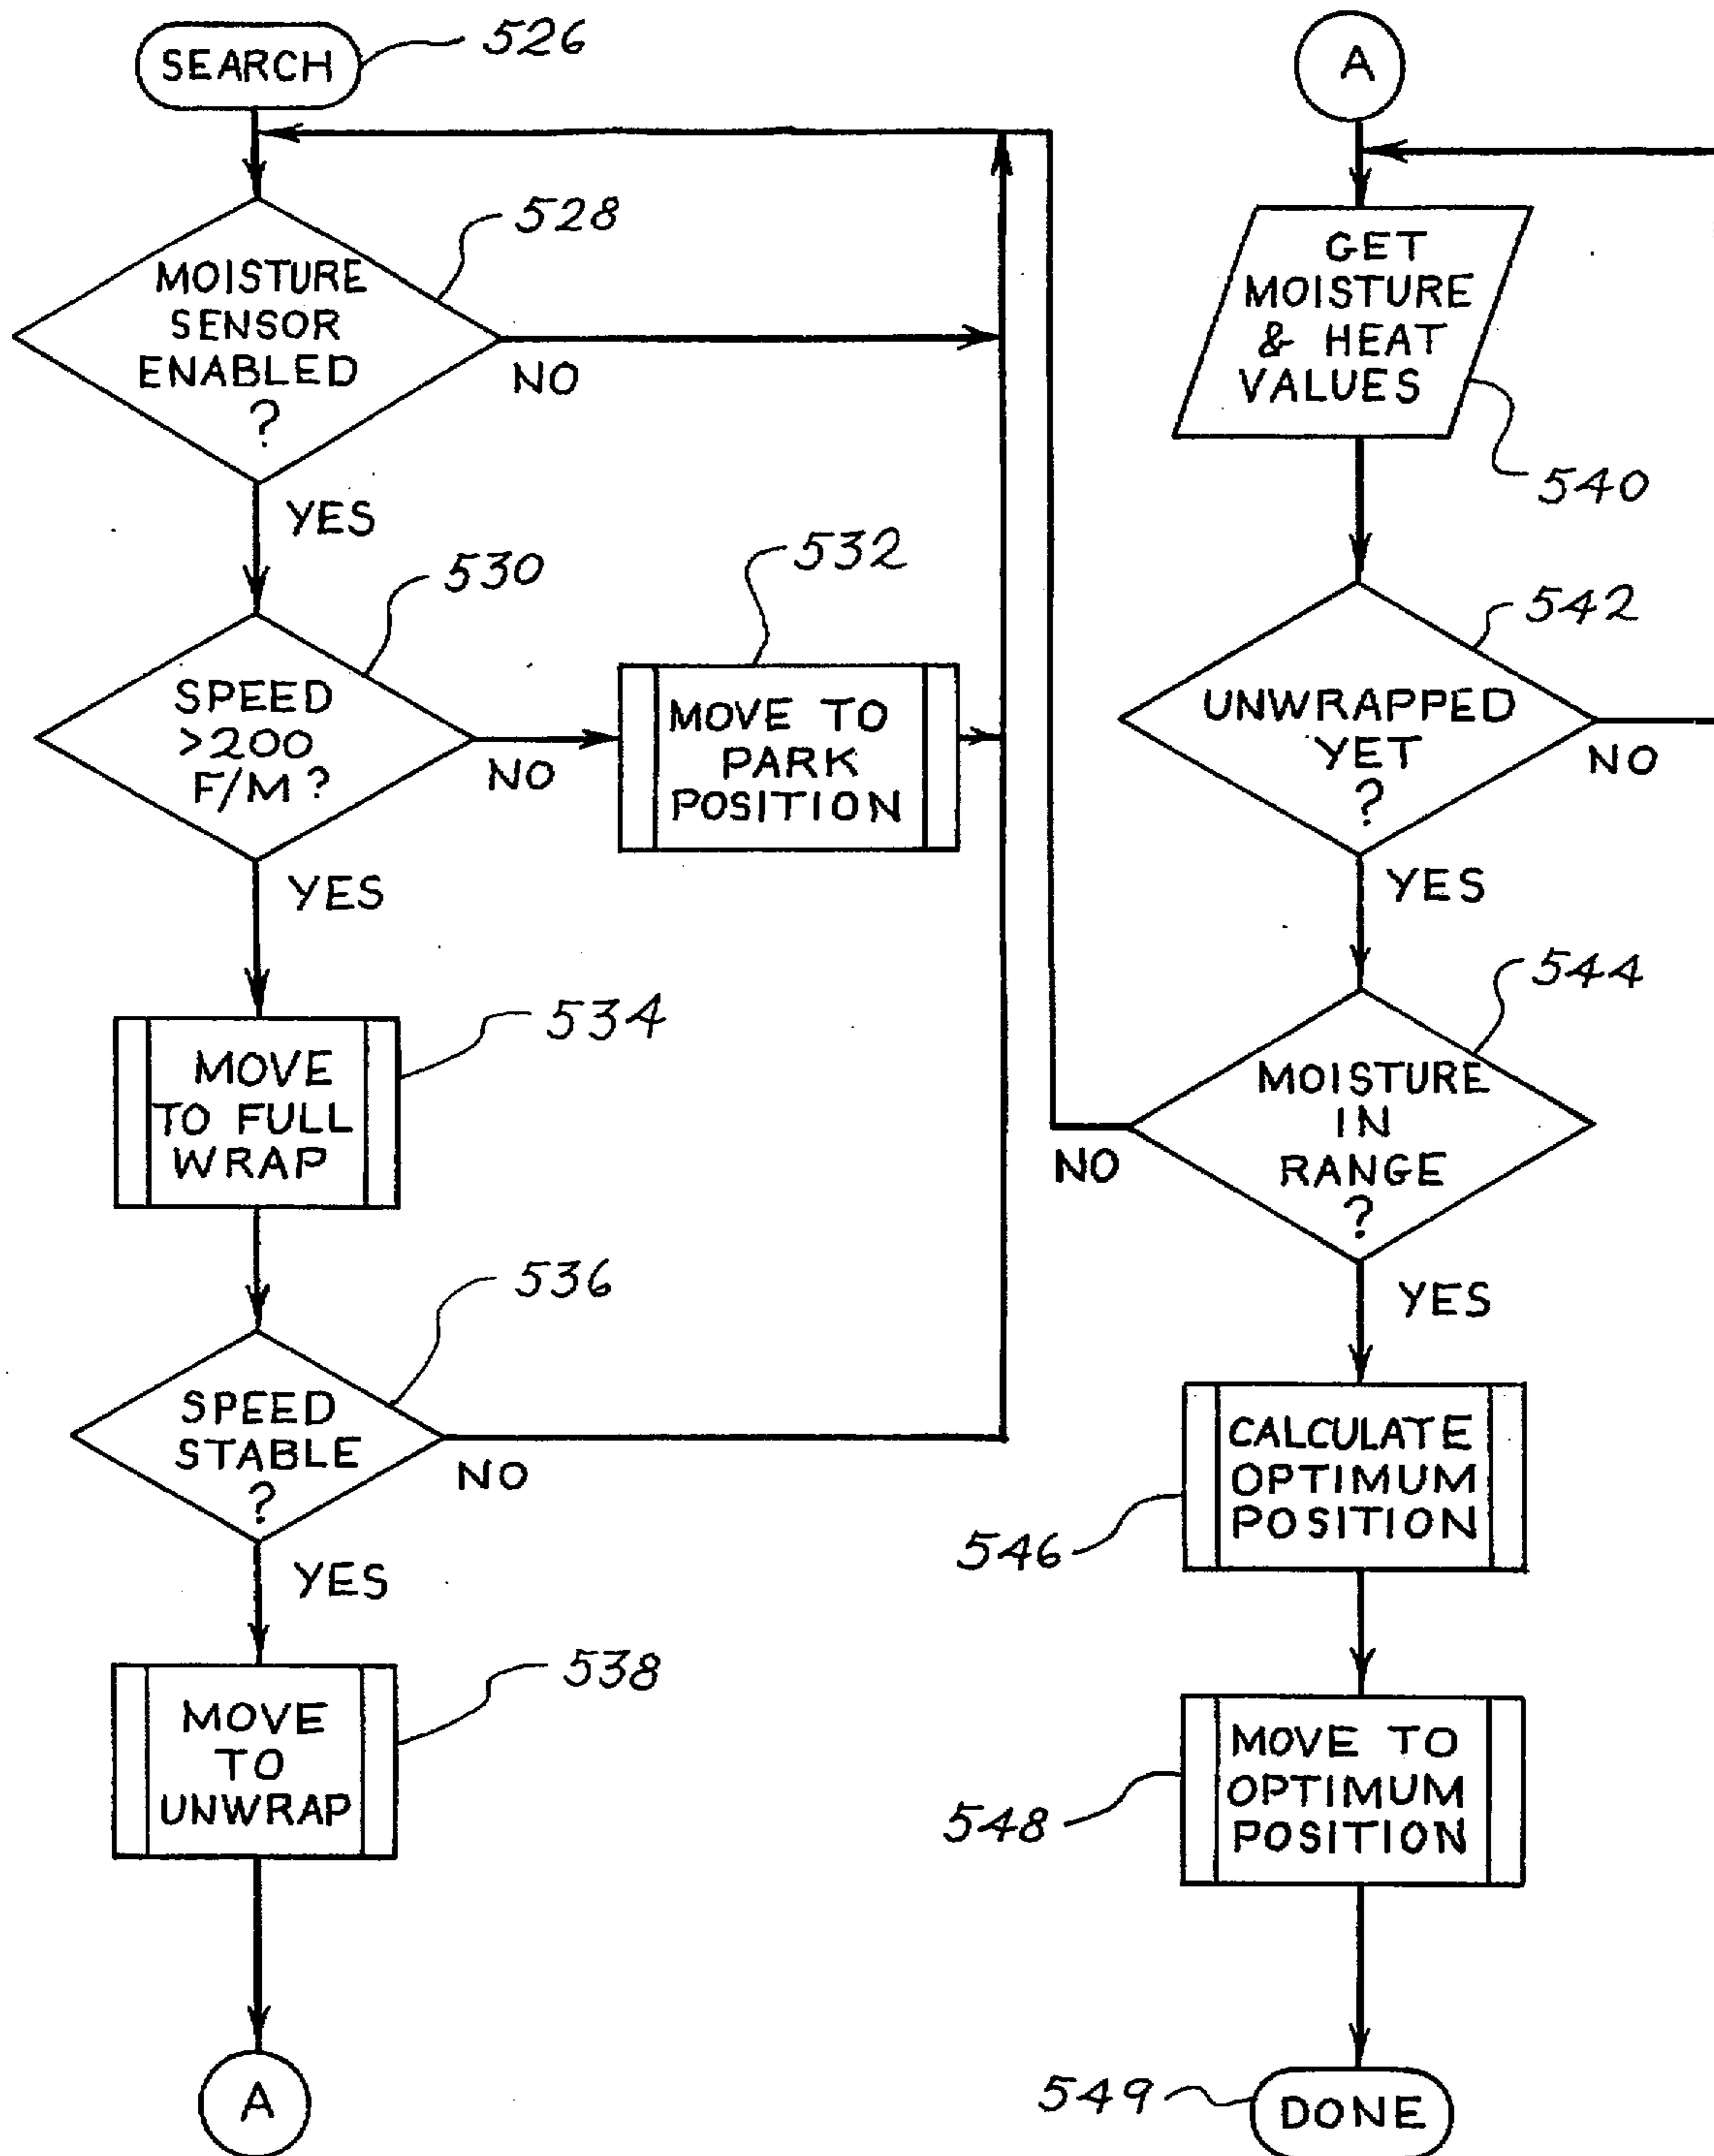 SEARCH
526
MOISTURE
SENSOR
ENABLED
?
528
NO
YES
SPEED
>200
F/M?
530
NO
MOVE TO
PARK
POSITION
532
YES
MOVE
TO FULL
WRAP
534
SPEED
STABLE
?
536
NO
YES
MOVE
TO
UNWRAP
538
A
A
GET
MOISTURE
& HEAT
VALUES
540
UNWRAPPED
YET
?
542
NO
YES
MOISTURE
IN
RANGE
?
544
NO
YES
CALCULATE
OPTIMUM
POSITION
546
MOVE TO
OPTIMUM
POSITION
548
DONE
549